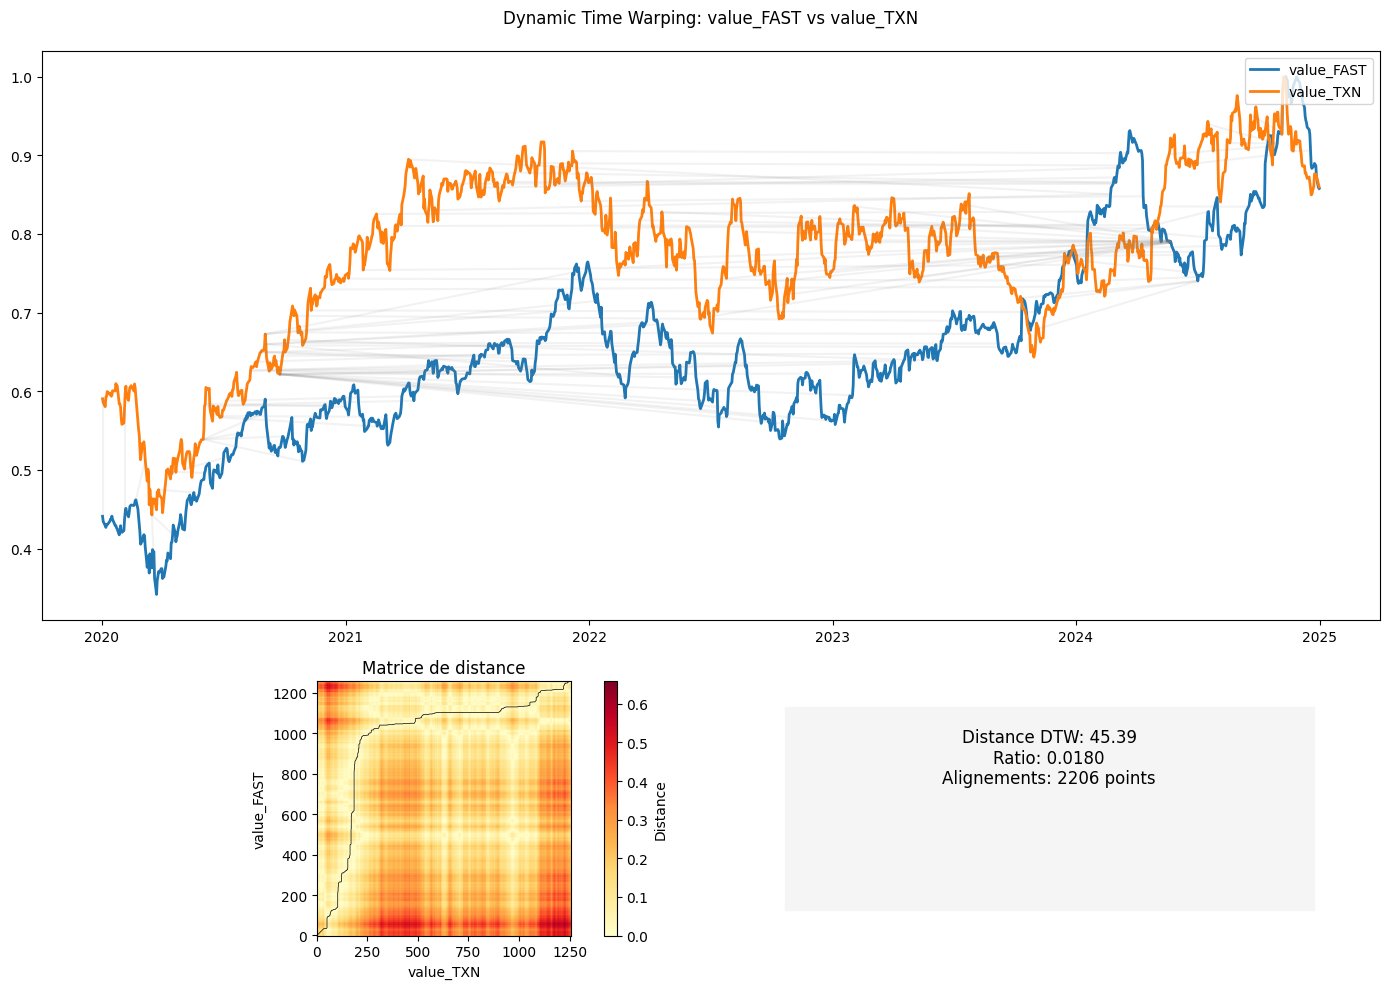 Dynamic Time Warping: value_FAST vs value_TXN
value_FAST
value_TXN
1.0
0.9
0.8
0.7
0.6
0.5
0.4
2020 2021 2022 2023 2024 2025
Matrice de distance
value_FAST
1200
1000
800
600
400
200
0
0 250 500 750 1000 1250
value_TXN
0.6
0.5
0.4
0.3
0.2
0.1
0.0
Distance
Distance DTW: 45.39
Ratio: 0.0180
Alignements: 2206 points